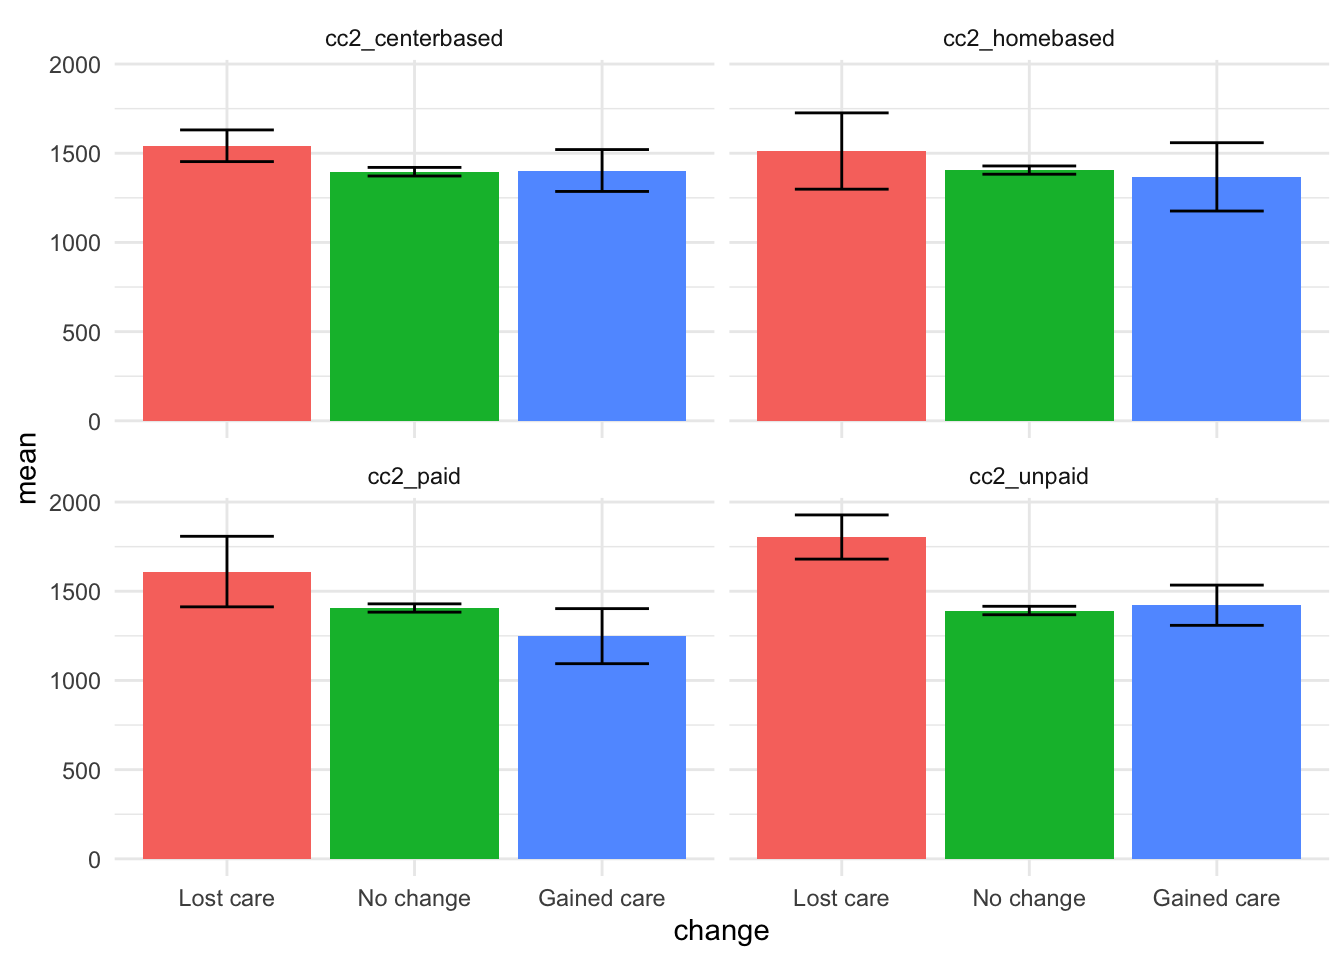 cc2_centerbased
cc2_homebased
2000
1500
1000
500
0
cc2_paid
cc2_unpaid
2000
1500
1000
500
0
mean
Lost care
No change
Gained care
Lost care
No change
Gained care
change